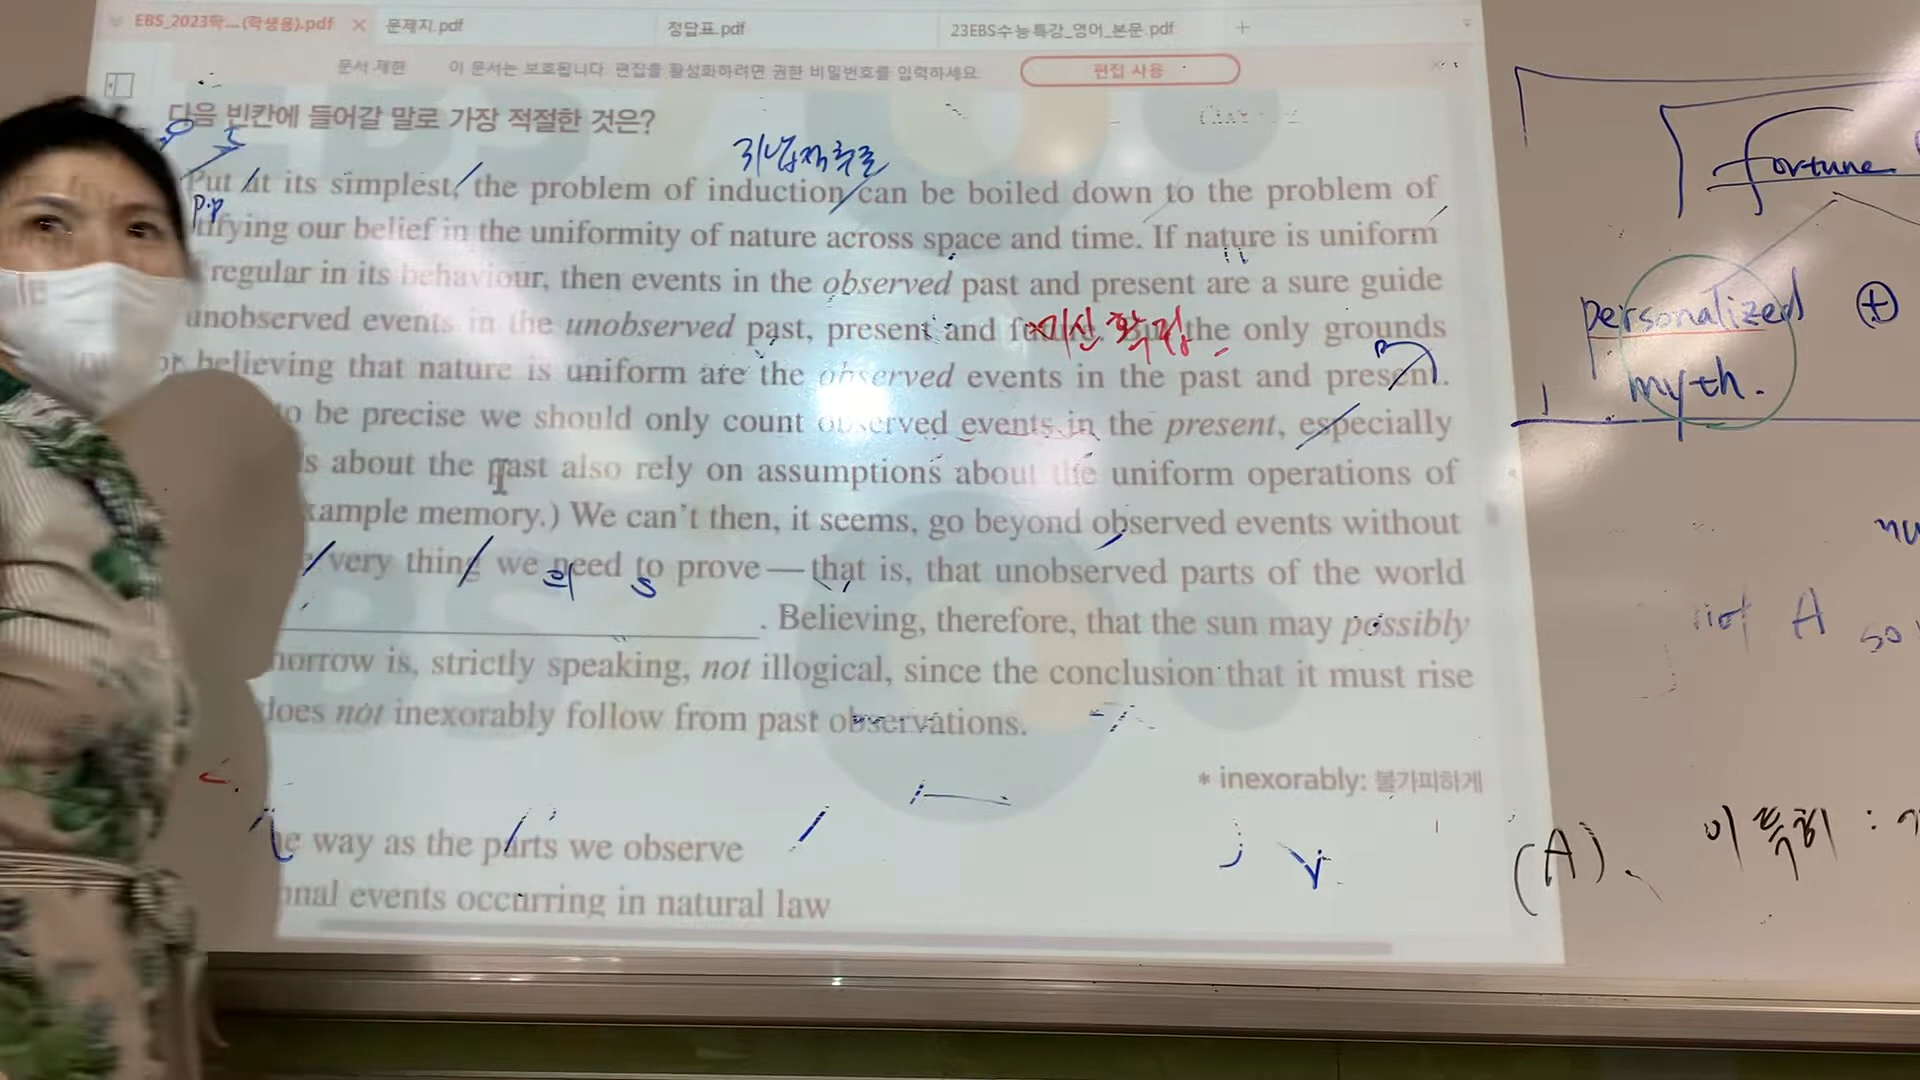 EBS_2023학...(학생용).pdf × 문제지.pdf 정답표.pdf 23EBS수능특강_영어_본문.pdf +
문서 제한 이 문서는 보호됩니다. 편집을 활성화하려면 권한 비밀번호를 입력하세요. 편집 사용
다음 빈칸에 들어갈 말로 가장 적절한 것은?
귀납적추론
Put at its simplest, the problem of induction can be boiled down to the problem of
p.p
our belief in the uniformity of nature across space and time. If nature is uniform
regular in its behaviour, then events in the observed past and present are a sure guide
unobserved events in the unobserved past, present and the only grounds
believing that nature is uniform are the observed events in the past and present.
to be precise we should only count observed events in the present, especially
about the past also rely on assumptions about the uniform operations of
memory.) We can't then, it seems, go beyond observed events without
very thing we need to prove — that is, that unobserved parts of the world
s
. Believing, therefore, that the sun may possibly
is, strictly speaking, not illogical, since the conclusion that it must rise
does not inexorably follow from past observations.
* inexorably: 불가피하게
way as the parts we observe
events occurring in natural law
fortune
personalized +
myth.
not A
(A). 이 특히 :